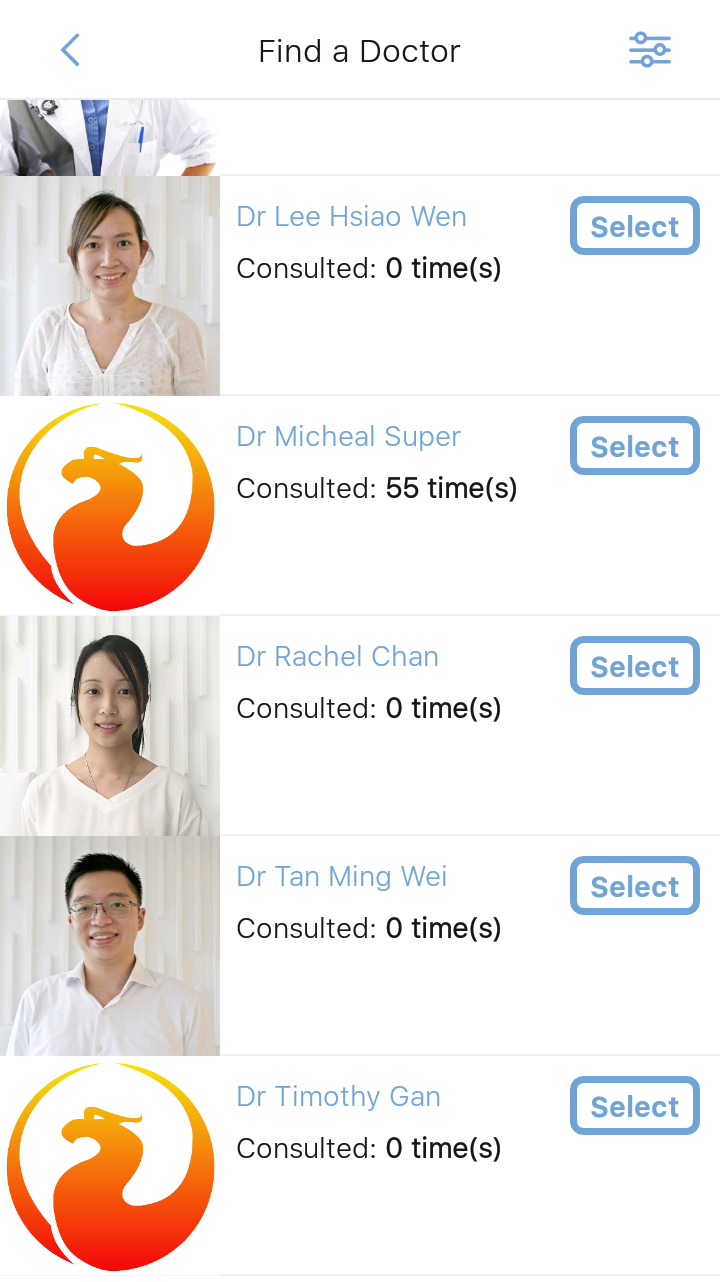 Find a Doctor
Dr Lee Hsiao Wen
Select
Consulted: 0 time(s)
Dr Micheal Super
Select
Consulted: 55 time(s)
Dr Rachel Chan
Select
Consulted: 0 time(s)
Dr Tan Ming Wei
Select
Consulted: 0 time(s)
Dr Timothy Gan
Select
Consulted: 0 time(s)